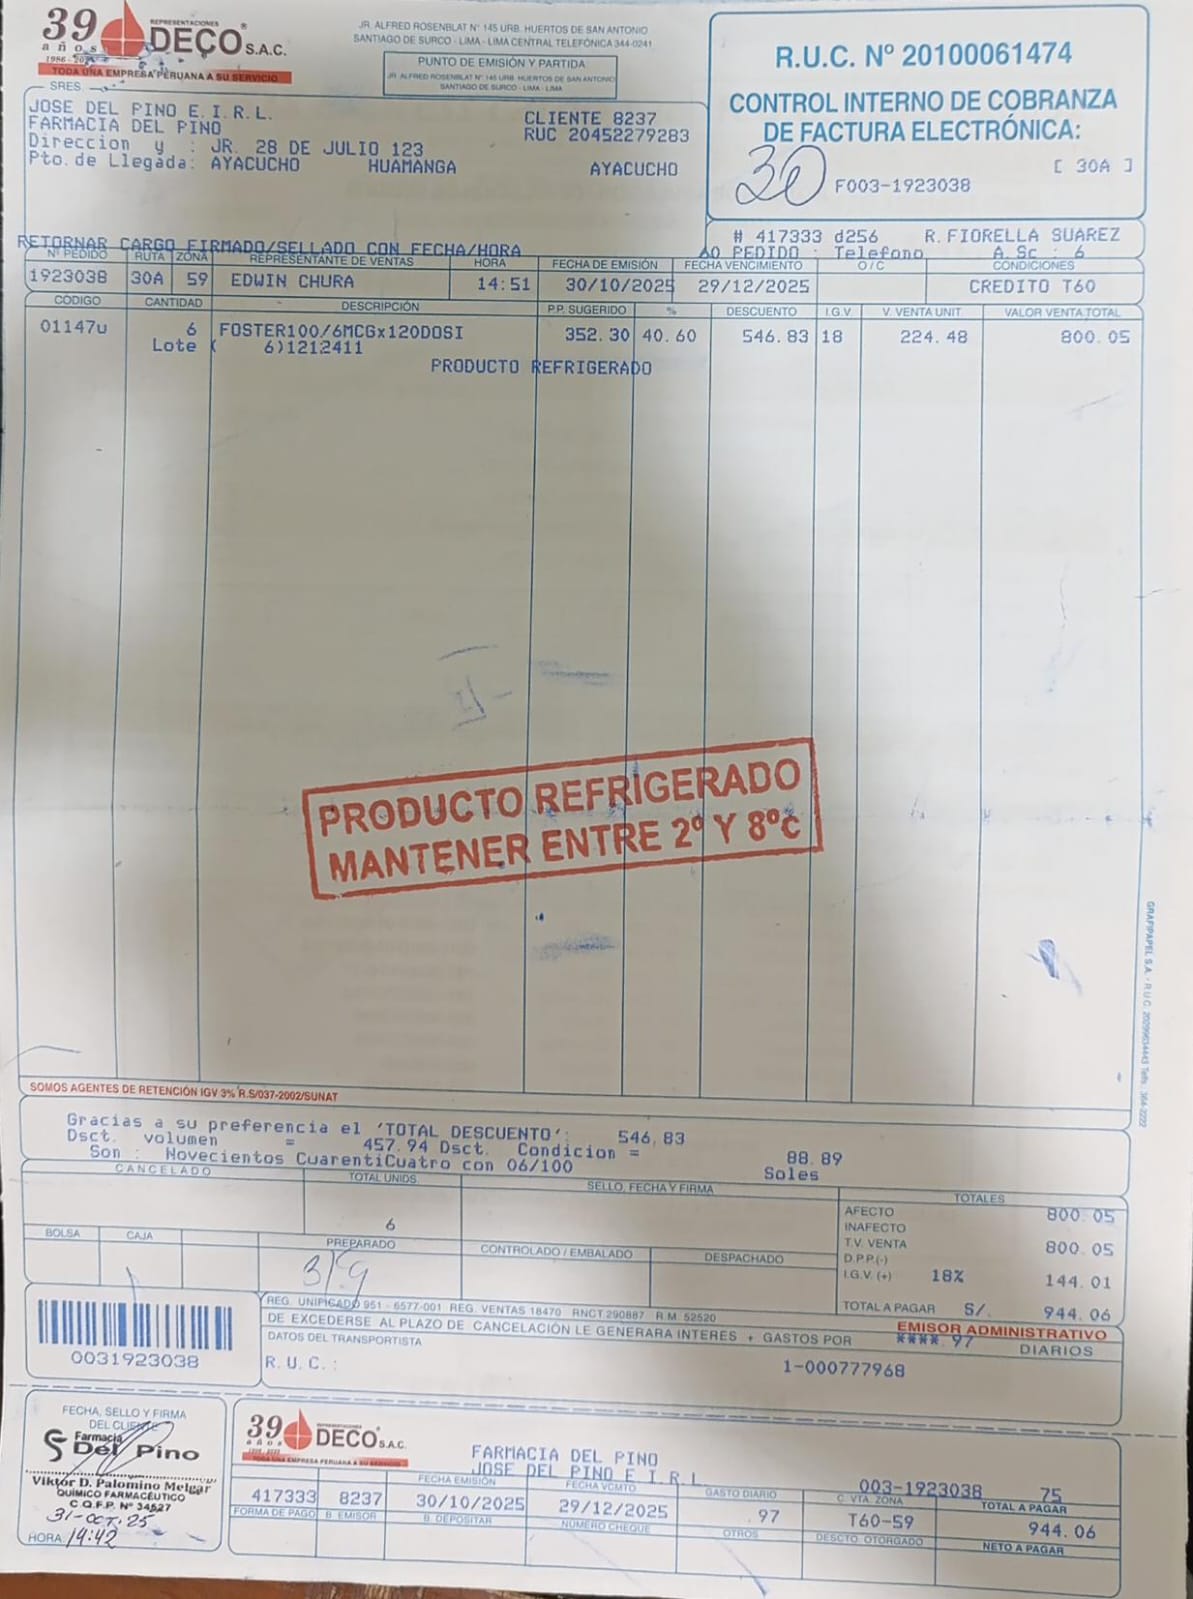 39 años
1986-
REPRESENTACIONES
DECO S.A.C.
TODA UNA EMPRESA PERUANA A SU SERVICIO
JR. ALFRED ROSENBLAT N° 145 URB. HUERTOS DE SAN ANTONIO
SANTIAGO DE SURCO - LIMA - LIMA CENTRAL TELEFÓNICA 344-0241
PUNTO DE EMISIÓN Y PARTIDA
JR. ALFRED ROSENBLAT N° 145 URB. HUERTOS DE SAN ANTONIO
SANTIAGO DE SURCO - LIMA - LIMA
R.U.C. Nº 20100061474
CONTROL INTERNO DE COBRANZA
DE FACTURA ELECTRÓNICA:
[ 30A ]
30 F003-1923038
SRES
JOSE DEL PINO E.I.R.L.
FARMACIA DEL PINO
Direccion y : JR. 28 DE JULIO 123
Pto.de Llegada: AYACUCHO HUAMANGA AYACUCHO
CLIENTE 8237
RUC 20452279283
RETORNAR CARGO FIRMADO/SELLADO CON FECHA/HORA
# 417333 d256 R.FIORELLA SUAREZ
AO PEDIDO : Telefono A.Sc : 6
Nº PEDIDO RUTA ZONA REPRESENTANTE DE VENTAS HORA FECHA DE EMISIÓN FECHA VENCIMIENTO O/C CONDICIONES
1923038 30A 59 EDWIN CHURA 14:51 30/10/2025 29/12/2025 CREDITO T60
CÓDIGO CANTIDAD DESCRIPCIÓN P.P. SUGERIDO % DESCUENTO I.G.V. V. VENTA UNIT. VALOR VENTA TOTAL
01147u 6 FOSTER100/6MCGx120DOSI 352.30 40.60 546.83 18 224.48 800.05
Lote ( 6)1212411
PRODUCTO REFRIGERADO
PRODUCTO REFRIGERADO
MANTENER ENTRE 2º Y 8ºC
GRAFIPAPEL S.A.
SOMOS AGENTES DE RETENCIÓN IGV 3% R.S/037-2002/SUNAT
Gracias a su preferencia el 'TOTAL DESCUENTO': 546,83
Dsct. volumen = 457.94 Dsct. Condicion = 88.89
Son : Novecientos CuarentiCuatro con 06/100 Soles
CANCELADO TOTAL UNIDS. SELLO, FECHA Y FIRMA TOTALES
6
AFECTO 800.05
INAFECTO
T.V. VENTA 800.05
D.P.P.(-)
I.G.V. (+) 18% 144.01
TOTAL A PAGAR S/. 944.06
BOLSA CAJA PREPARADO CONTROLADO / EMBALADO DESPACHADO
REG. UNIFICADO 951 - 6577-001 REG. VENTAS 18470 RNCT 290887 R.M. 52520
EMISOR ADMINISTRATIVO
DE EXCEDERSE AL PLAZO DE CANCELACIÓN LE GENERARA INTERES + GASTOS POR ****.97 DIARIOS
DATOS DEL TRANSPORTISTA
R.U.C.: 1-000777968
0031923038
FECHA, SELLO Y FIRMA
DEL CLIENTE
Farmacia
Del Pino
Viktor D. Palomino Melgar
QUÍMICO FARMACÉUTICO
C.Q.F.P. Nº 34527
31-OCT.25
HORA: 14:42
39 años
REPRESENTACIONES
DECO S.A.C.
TODA UNA EMPRESA PERUANA A SU SERVICIO
FARMACIA DEL PINO
JOSE DEL PINO E.I.R.L. 003-1923038 75
FECHA EMISIÓN FECHA VCMTO GASTO DIARIO C. VTA. ZONA TOTAL A PAGAR
417333 8237 30/10/2025 29/12/2025 .97 T60-59 944.06
FORMA DE PAGO B. EMISOR B. DEPOSITAR NÚMERO CHEQUE OTROS DESCTO. OTORGADO NETO A PAGAR